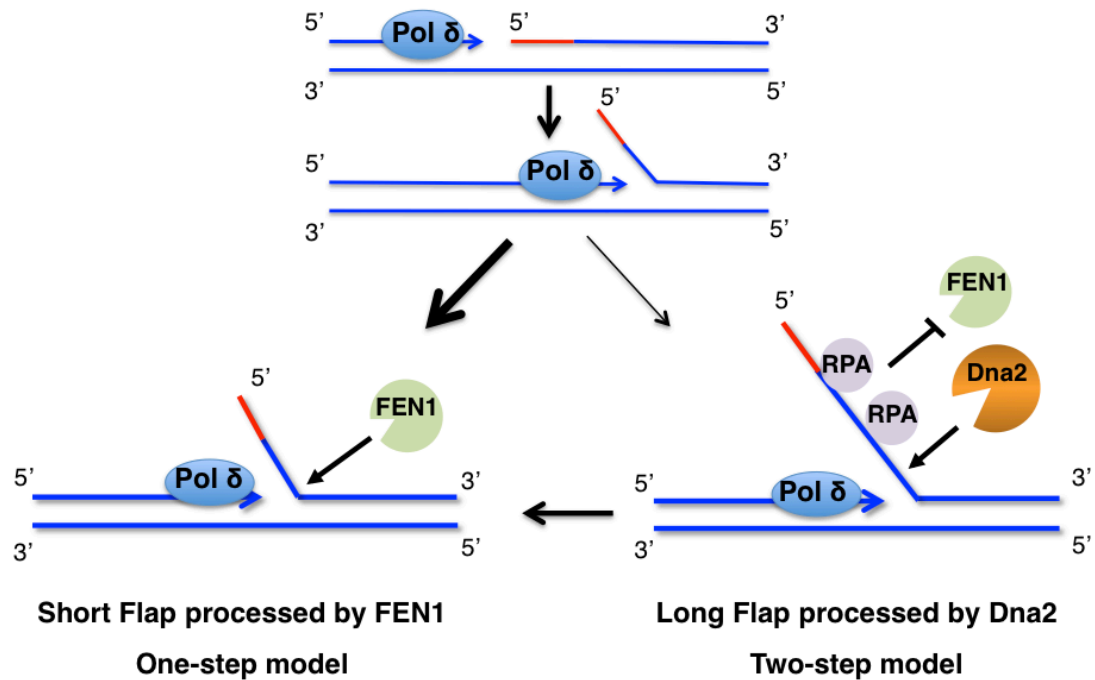 5’ Pol δ 5’ 3’
3’ 5’
5’
5’ Pol δ 3’
3’ 5’
5’ FEN1
RPA Dna2
RPA
5’ FEN1
5’ Pol δ 3’
3’ 5’
5’ Pol δ 3’
3’ 5’
Short Flap processed by FEN1
One-step model
Long Flap processed by Dna2
Two-step model